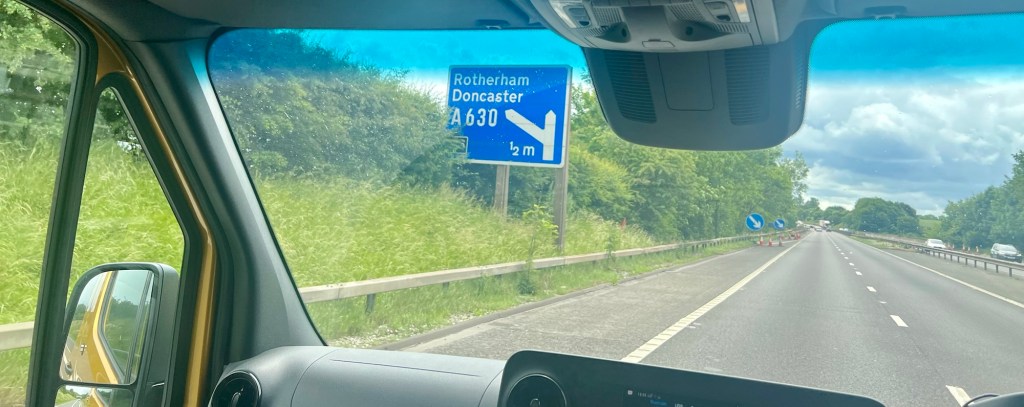 Rotherham
Doncaster
A630
½ m